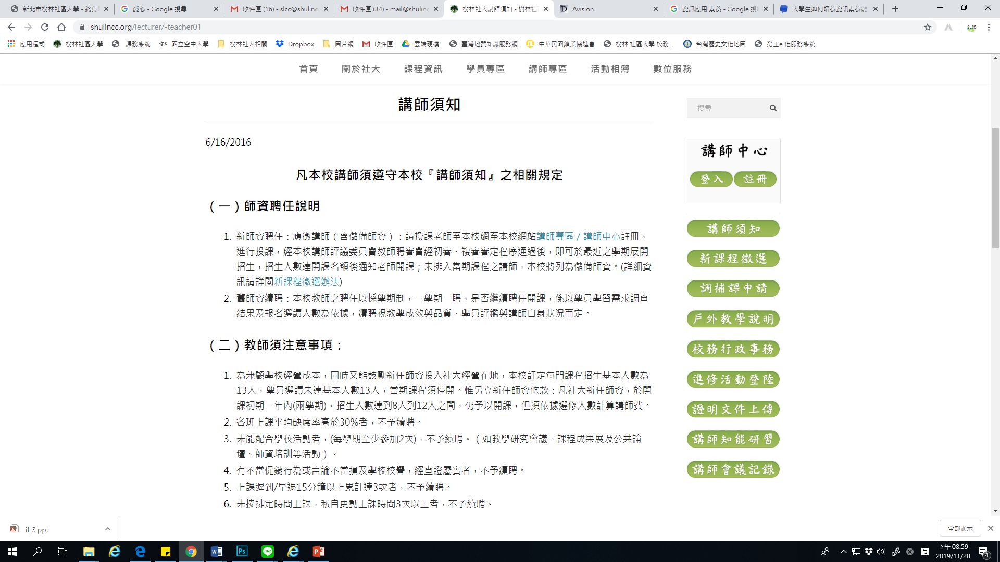 新北市樹林社區大學 - 終身
愛心 - Google 搜尋
收件匣 (16) - slcc@shulincc
收件匣 (34) - mail@shulinc
樹林社大講師須知 - 樹林社
Avision
資訊應用 素養 - Google 搜
大學生如何培養資訊素養能
shulincc.org/lecturer/-teacher01
應用程式
樹林社區大學
課務系統
國立空中大學
樹林社大相關
Dropbox
圖片網
收件匣
雲端硬碟
臺灣地質知識服務網
中華民國鑛業協進會
樹林 社區大學 校務...
台灣歷史文化地圖
勞工e 化服務系統
首頁
關於社大
課程資訊
學員專區
講師專區
活動相簿
數位服務
講師須知
6/16/2016
凡本校講師須遵守本校『講師須知』之相關規定
（一）師資聘任說明
1. 新師資聘任：應徵講師（含儲備師資）：請授課老師至本校網至本校網站講師專區 / 講師中心註冊，
進行投課，經本校講師評議委員會教師聘審會經初審、複審審定程序通過後，即可於最近之學期展開
招生，招生人數達開課名額後通知老師開課；未排入當期課程之講師，本校將列為儲備師資。(詳細資
訊請詳閱新課程徵選辦法)
2. 舊師資續聘：本校教師之聘任以採學期制，一學期一聘，是否繼續聘任開課，係以學員學習需求調查
結果及報名選讀人數為依據，續聘視教學成效與品質、學員評鑑與講師自身狀況而定。
（二）教師須注意事項：
1. 為兼顧學校經營成本，同時又能鼓勵新任師資投入社大經營在地，本校訂定每門課程招生基本人數為
13人，學員選讀未達基本人數13人，當期課程須停開。惟另立新任師資條款：凡社大新任師資，於開
課初期一年內(兩學期)，招生人數達到8人到12人之間，仍予以開課，但須依據選修人數計算講師費。
2. 各班上課平均缺席率高於30%者，不予續聘。
3. 未能配合學校活動者，(每學期至少參加2次)，不予續聘。（如教學研究會議、課程成果展及公共論
壇、師資培訓等活動）。
4. 有不當促銷行為或言論不當損及學校校譽，經查證屬實者，不予續聘。
5. 上課遲到/早退15分鐘以上累計達3次者，不予續聘。
6. 未按排定時間上課，私自更動上課時間3次以上者，不予續聘。
搜尋
講師中心
登入
註冊
講師須知
新課程徵選
調補課申請
戶外教學說明
校務行政事務
進修活動登陸
證明文件上傳
講師知能研習
講師會議記錄
il_3.ppt
全部顯示
下午 08:59
2019/11/28
4